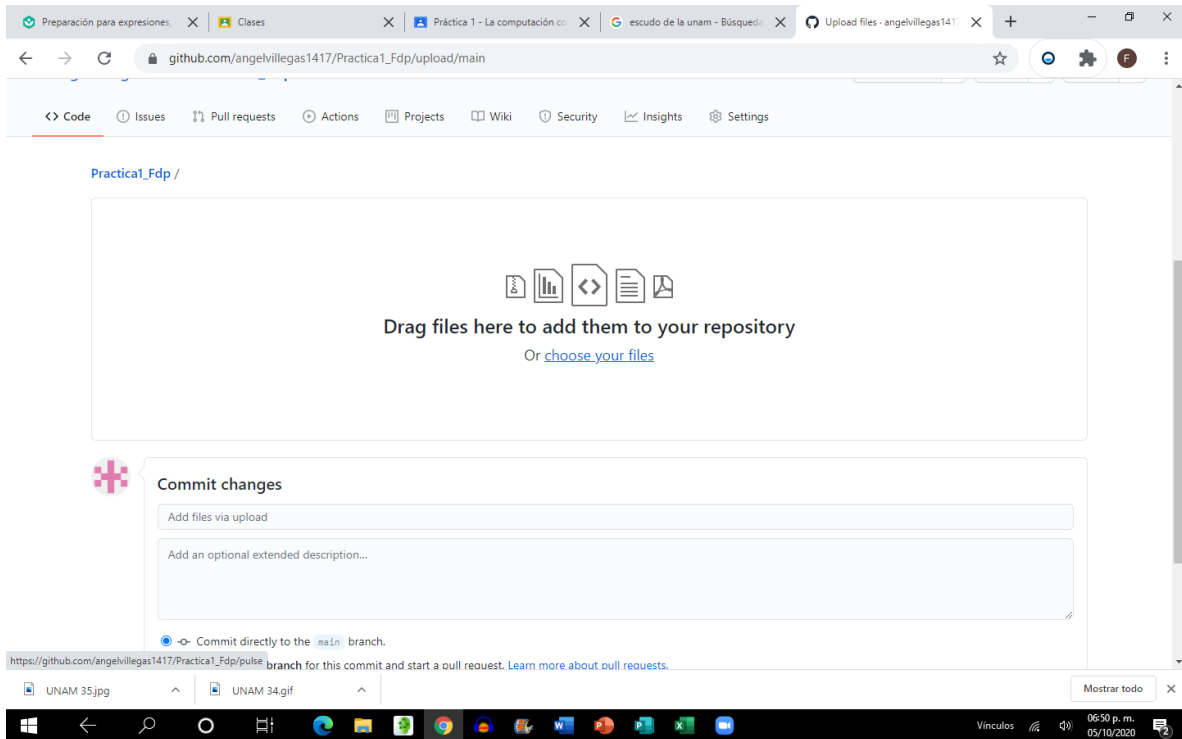 Preparación para expresiones,
Clases
Práctica 1 - La computación co
escudo de la unam - Búsqueda
Upload files · angelvillegas141
github.com/angelvillegas1417/Practica1_Fdp/upload/main
F
Code
Issues
Pull requests
Actions
Projects
Wiki
Security
Insights
Settings
Practica1_Fdp /
Drag files here to add them to your repository
Or choose your files
Commit changes
Add files via upload
Add an optional extended description...
Commit directly to the main branch.
https://github.com/angelvillegas1417/Practica1_Fdp/pulse
branch for this commit and start a pull request. Learn more about pull requests.
UNAM 35.jpg
UNAM 34.gif
Mostrar todo
Vínculos
06:50 p. m.
05/10/2020
2